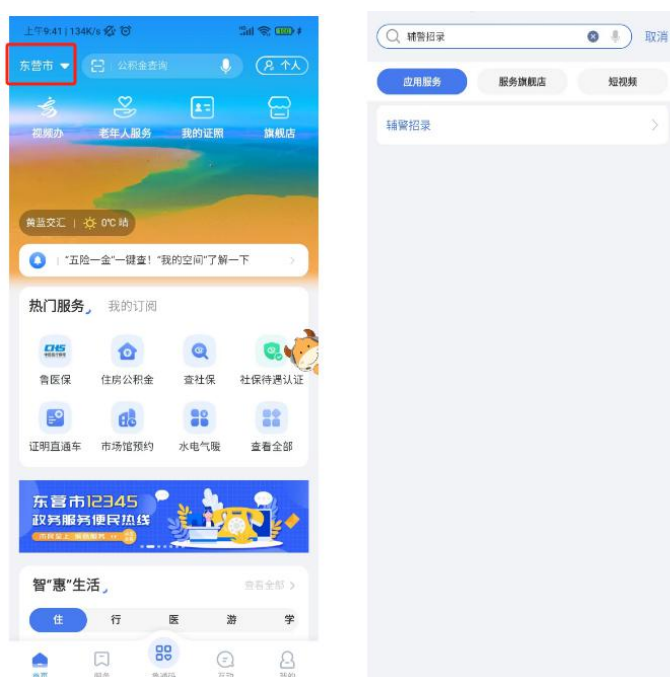 上午9:41 | 134K/s
东营市
公积金查询
个人
视频办
老年人服务
我的证照
旗舰店
黄蓝交汇 | 0℃ 晴
“五险一金”一键查！“我的空间”了解一下
热门服务
我的订阅
鲁医保
住房公积金
查社保
社保待遇认证
证明直通车
市场馆预约
水电气暖
查看全部
东营市12345
政务服务便民热线
智“惠”生活
查看全部
住
行
医
游
学
辅警招录
取消
应用服务
服务旗舰店
短视频
辅警招录